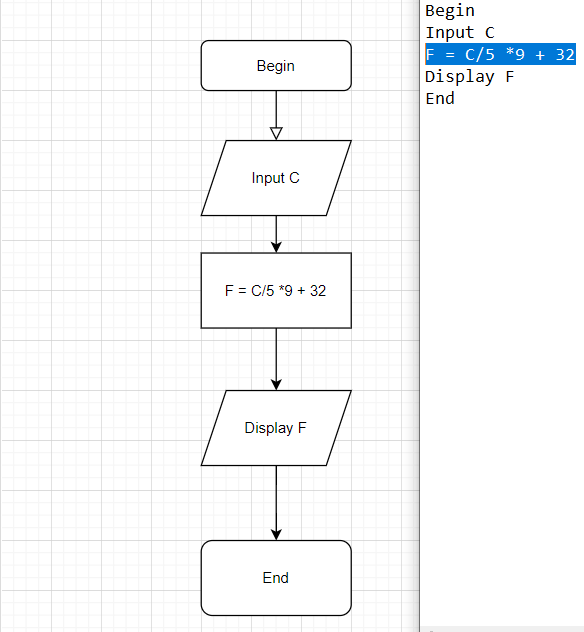 Begin
Input C
F = C/5 *9 + 32
Display F
End
Begin
Input C
F = C/5 *9 + 32
Display F
End